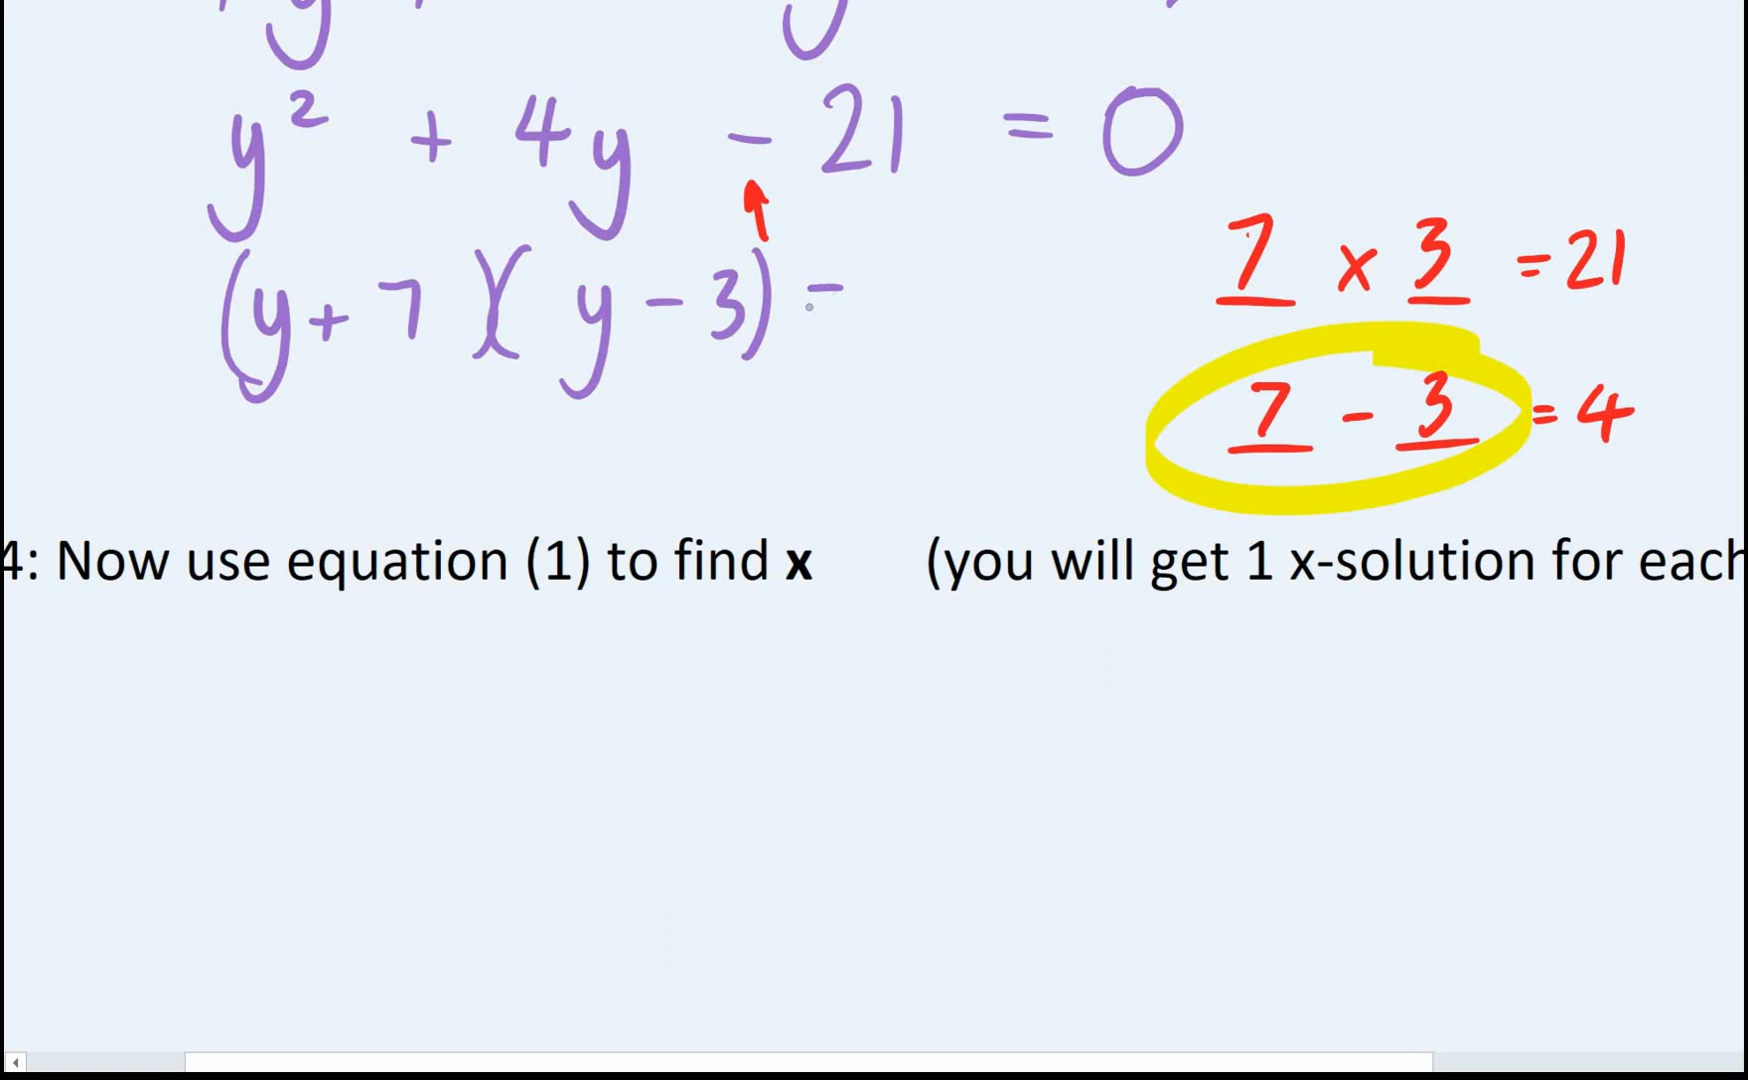 y² + 4y - 21 = 0
(y + 7)(y - 3) =
7 x 3 = 21
7 - 3 = 4
4: Now use equation (1) to find x (you will get 1 x-solution for each